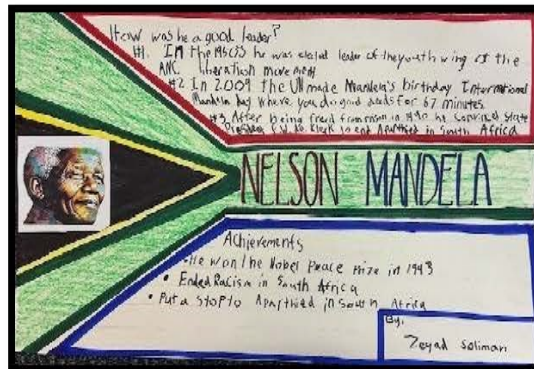 How was he a good leader?
#1. In the 1950s he was elected leader of the youth wing of the
ANC liberation movement
#2 In 2009 the UN made Mandela's birthday International
Mandela Day where you do good deeds for 67 minutes.
#3 After being freed from prison in 1990 he convinced State
President F.W. de Klerk to end Aparthied in South Africa
NELSON MANDELA
Achievements
• He won the Nobel Peace Prize in 1993
• Ended Racism in South Africa
• Put a stop to Aparthied in South Africa
By:
Zeyad Soliman